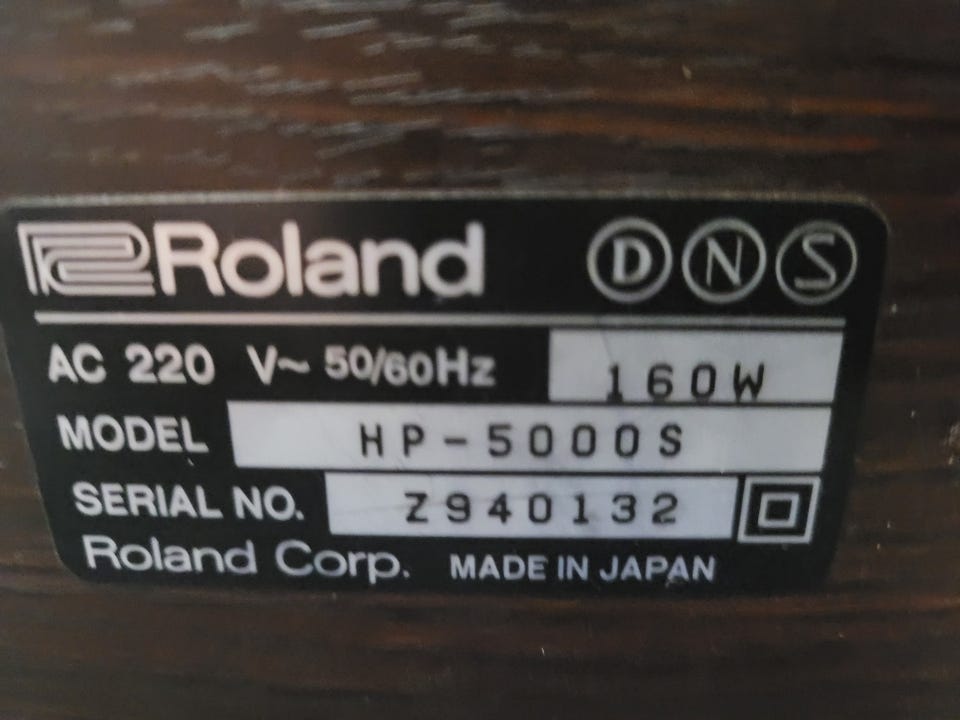 Roland D N S
AC 220 V~ 50/60Hz 160W
MODEL HP-5000S
SERIAL NO. Z940132
Roland Corp. MADE IN JAPAN